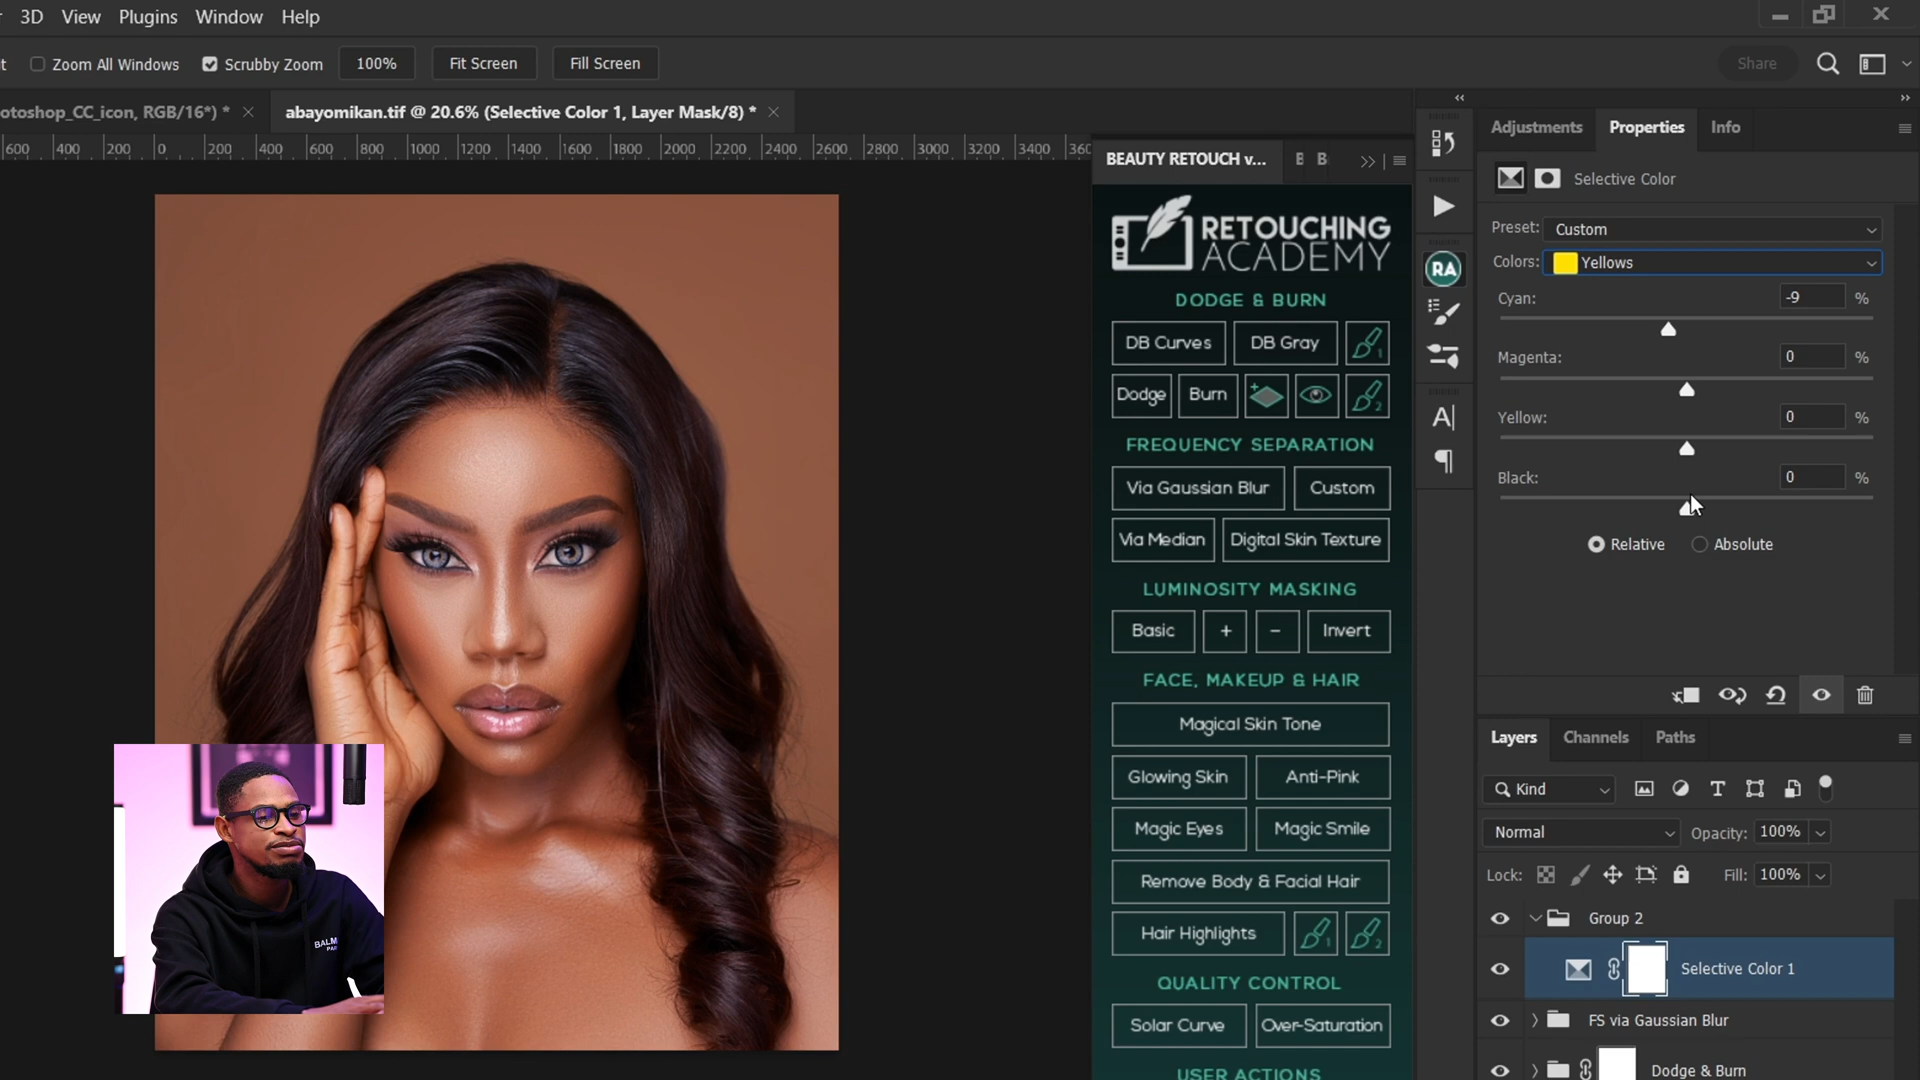 3D View Plugins Window Help
Zoom All Windows Scrubby Zoom 100% Fit Screen Fill Screen Share
otoshop_CC_icon, RGB/16*) * × abayomikan.tif @ 20.6% (Selective Color 1, Layer Mask/8) * ×
600 400 200 0 200 400 600 800 1000 1200 1400 1600 1800 2000 2200 2400 2600 2800 3000 3200 3400 360
Adjustments Properties Info
BEAUTY RETOUCH v... B B
Selective Color
RETOUCHING
ACADEMY
Preset: Custom
Colors: Yellows
Cyan: -9 %
Magenta: 0 %
Yellow: 0 %
Black: 0 %
Relative Absolute
RA
A|
¶
DODGE & BURN
DB Curves DB Gray 1
Dodge Burn 2
FREQUENCY SEPARATION
Via Gaussian Blur Custom
Via Median Digital Skin Texture
LUMINOSITY MASKING
Basic + − Invert
FACE, MAKEUP & HAIR
Magical Skin Tone
Glowing Skin Anti-Pink
Magic Eyes Magic Smile
Remove Body & Facial Hair
Hair Highlights 1 2
QUALITY CONTROL
Solar Curve Over-Saturation
USER ACTIONS
Layers Channels Paths
Kind
Normal Opacity: 100%
Lock: Fill: 100%
Group 2
Selective Color 1
FS via Gaussian Blur
Dodge & Burn